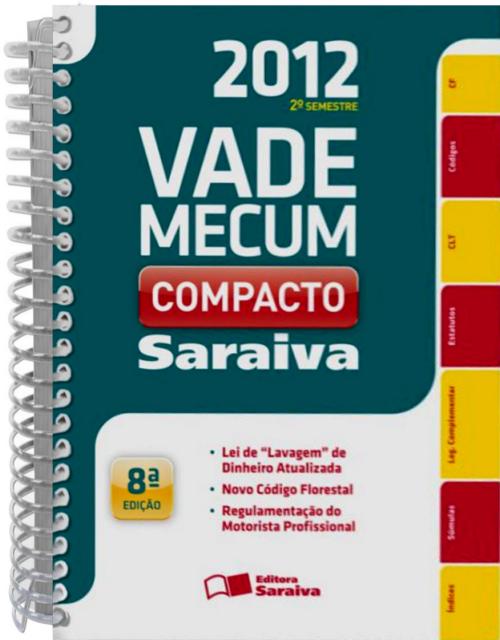 2012
2º SEMESTRE
VADE
MECUM
COMPACTO
Saraiva
8ª
EDIÇÃO
• Lei de “Lavagem” de
Dinheiro Atualizada
• Novo Código Florestal
• Regulamentação do
Motorista Profissional
Editora
Saraiva
CF
Códigos
CLT
Estatutos
Leg. Complementar
Súmulas
Índices